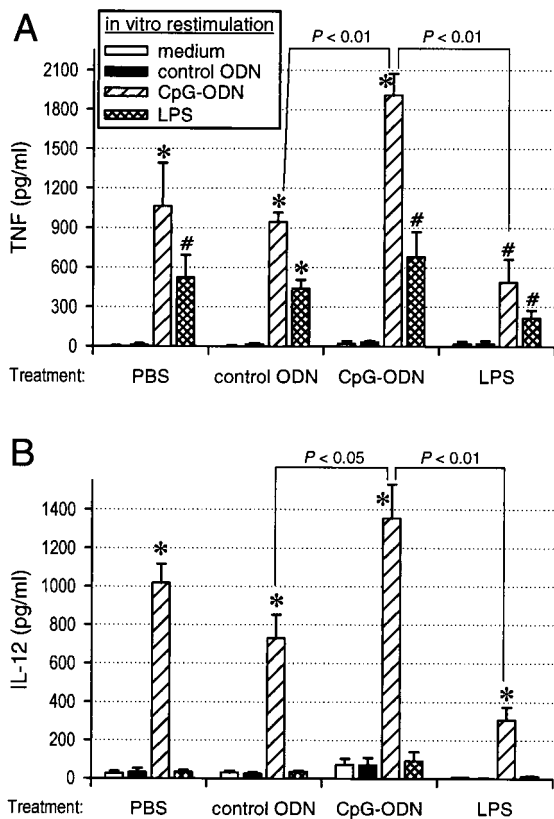 A
in vitro restimulation
medium
control ODN
CpG-ODN
LPS
P < 0.01
P < 0.01
2100
1800
1500
1200
900
600
300
0
TNF (pg/ml)
*
#
*
*
*
#
#
#
Treatment:
PBS
control ODN
CpG-ODN
LPS
B
P < 0.05
P < 0.01
1400
1200
1000
800
600
400
200
0
IL-12 (pg/ml)
*
*
*
*
Treatment:
PBS
control ODN
CpG-ODN
LPS